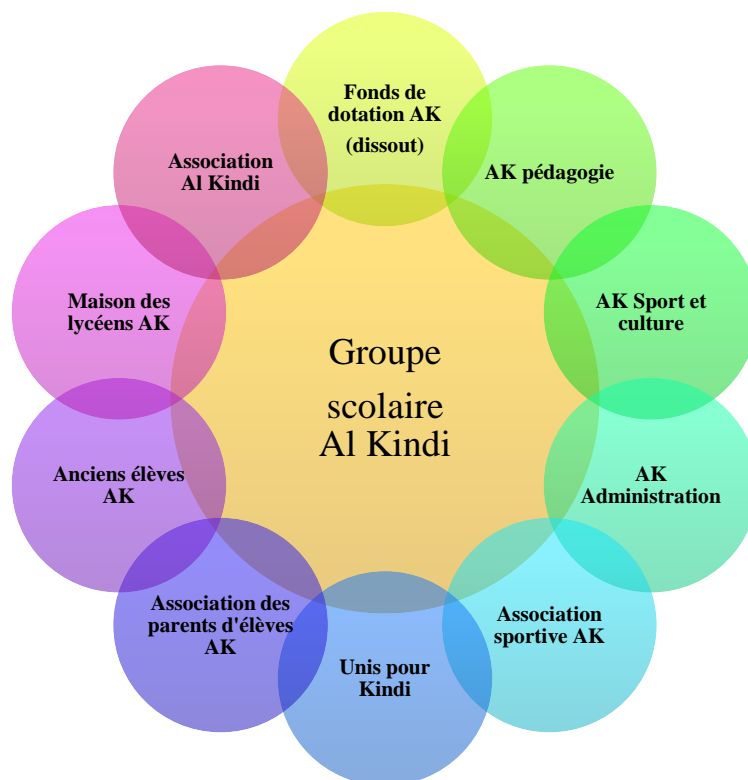 Fonds de
dotation AK
(dissout)
AK pédagogie
AK Sport et
culture
AK
Administration
Association
sportive AK
Unis pour
Kindi
Association des
parents d'élèves
AK
Anciens élèves
AK
Maison des
lycéens AK
Association
Al Kindi
Groupe
scolaire
Al Kindi